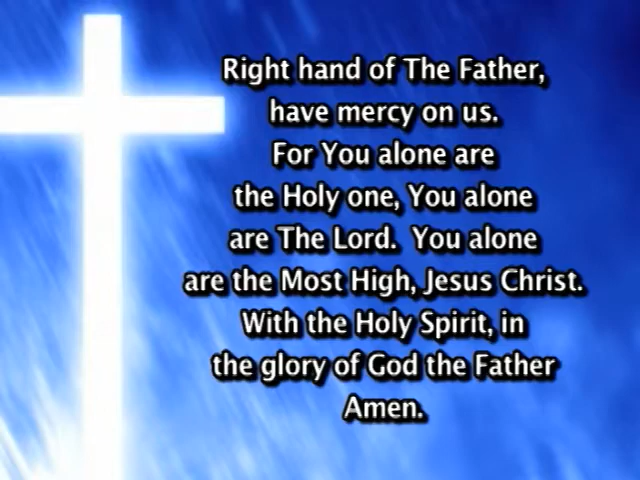 Right hand of The Father,
have mercy on us.
For You alone are
the Holy one, You alone
are The Lord.  You alone
are the Most High, Jesus Christ.
With the Holy Spirit, in
the glory of God the Father
Amen.